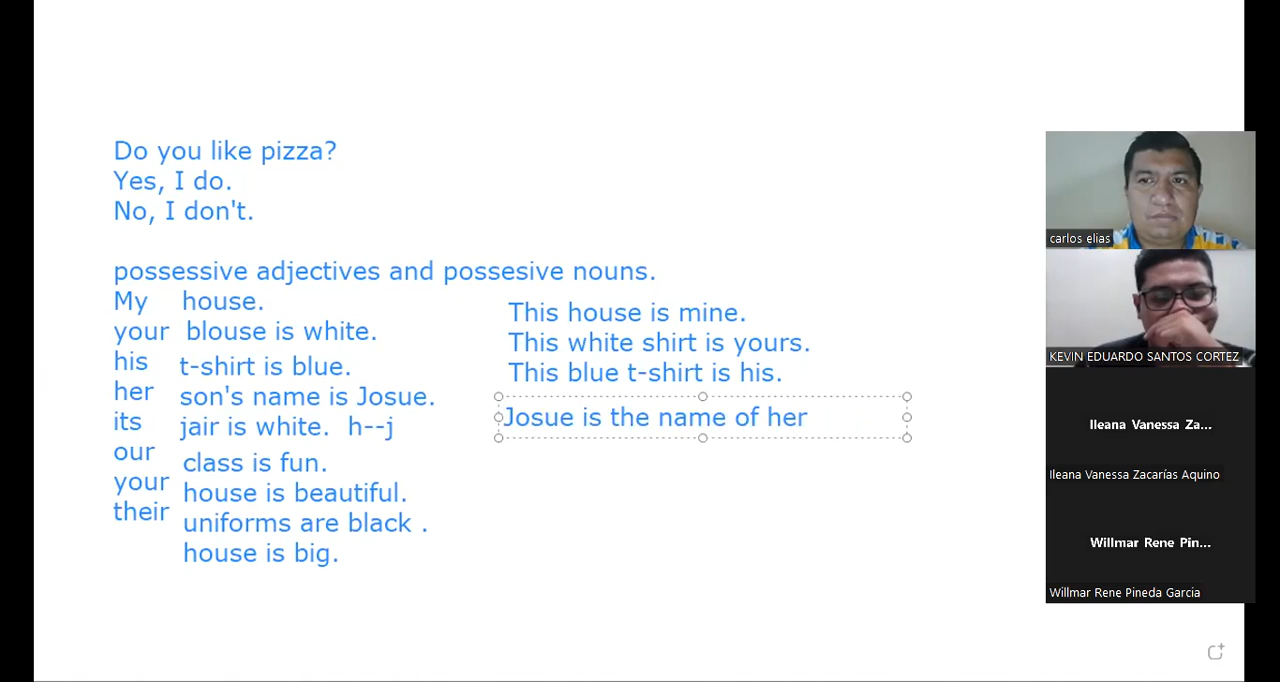 Do you like pizza?
Yes, I do.
No, I don't.
possessive adjectives and possesive nouns.
My house.
your blouse is white.
his t-shirt is blue.
her son's name is Josue.
its jair is white. h--j
our class is fun.
your house is beautiful.
their uniforms are black .
house is big.
This house is mine.
This white shirt is yours.
This blue t-shirt is his.
Josue is the name of her
carlos elias
KEVIN EDUARDO SANTOS CORTEZ
Ileana Vanessa Za...
Ileana Vanessa Zacarías Aquino
Willmar Rene Pin...
Willmar Rene Pineda Garcia